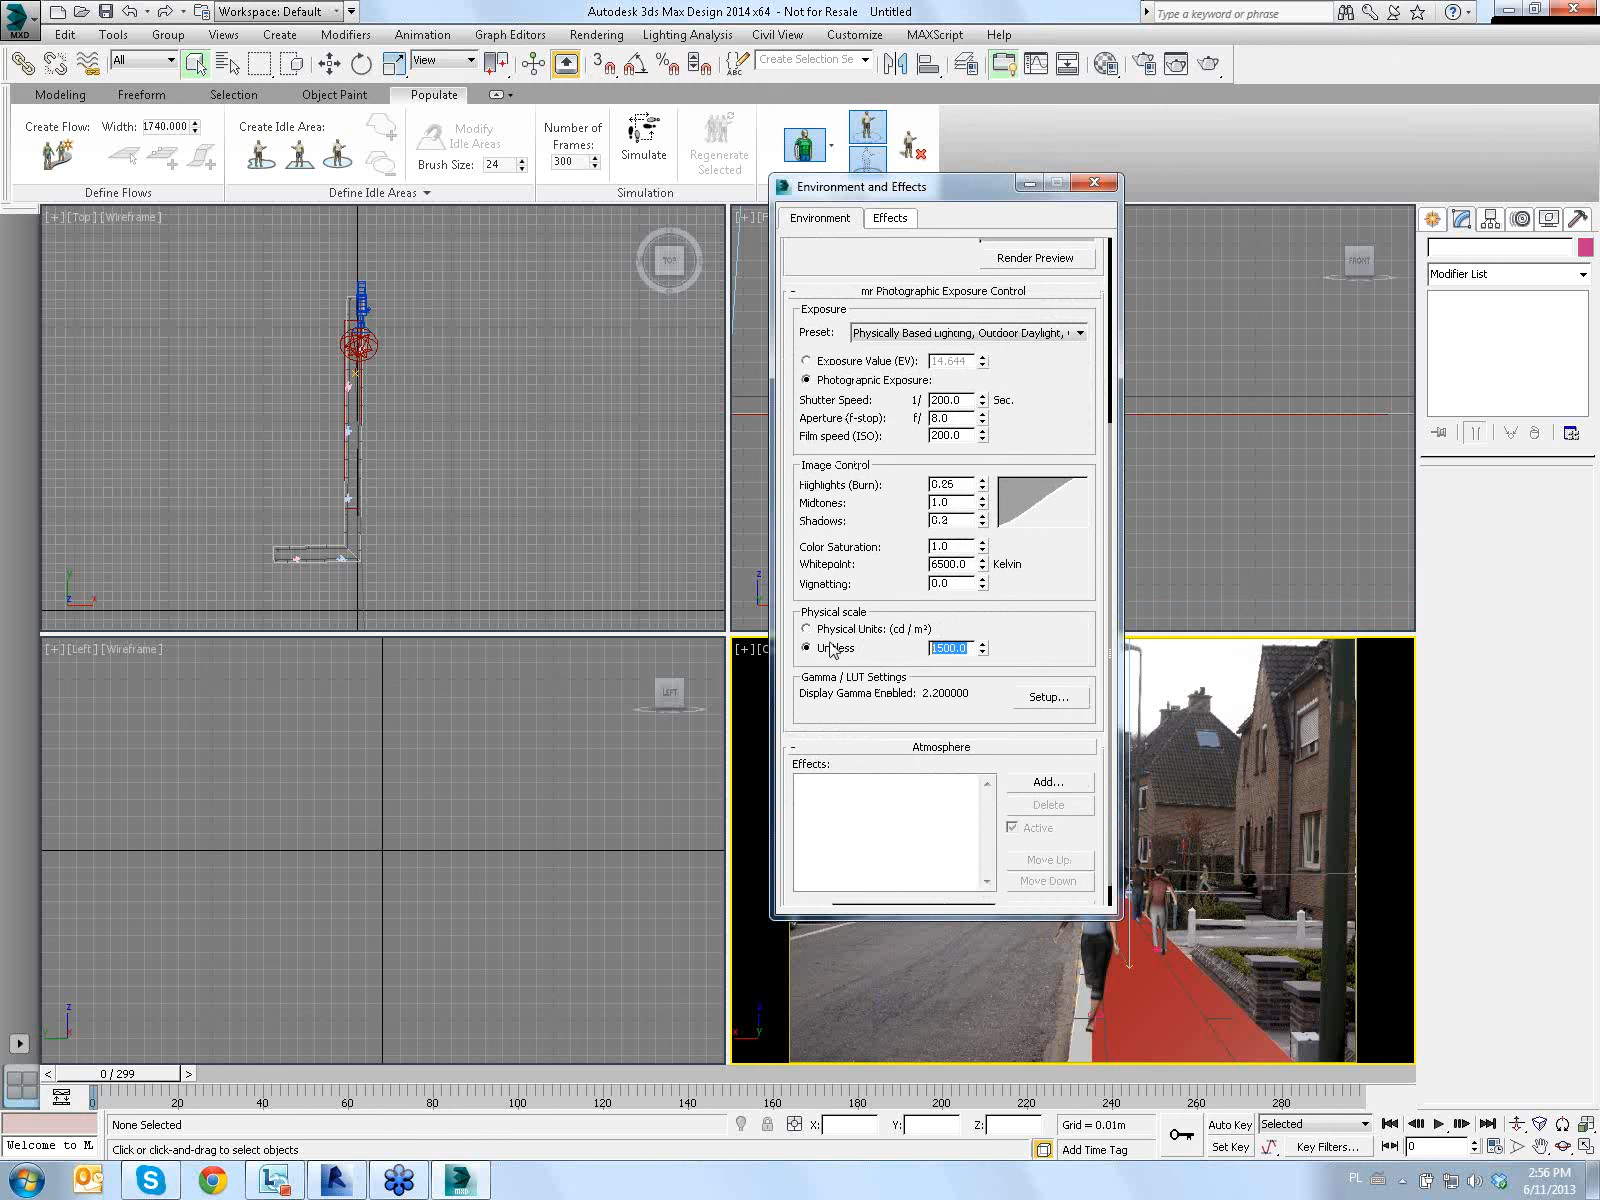 Workspace: Default
Autodesk 3ds Max Design 2014 x64 - Not for Resale   Untitled
Type a keyword or phrase
MXD
Edit Tools Group Views Create Modifiers Animation Graph Editors Rendering Lighting Analysis Civil View Customize MAXScript Help
All
View
3
ABC
Create Selection Se
Modeling Freeform Selection Object Paint Populate
Create Flow: Width: 1740.000
Create Idle Area:
Modify
Idle Areas
Brush Size: 24
Number of
Frames:
300
Simulate
Regenerate
Selected
Define Flows
Define Idle Areas
Simulation
Environment and Effects
Environment
Effects
Render Preview
- mr Photographic Exposure Control
Exposure
Preset: Physically Based Lighting, Outdoor Daylight,
Exposure Value (EV): 14.644
Photographic Exposure:
Shutter Speed: 1/ 200.0 Sec.
Aperture (f-stop): f/ 8.0
Film speed (ISO): 200.0
Image Control
Highlights (Burn): 0.25
Midtones: 1.0
Shadows: 0.2
Color Saturation: 1.0
Whitepoint: 6500.0 Kelvin
Vignatting: 0.0
Physical scale
Physical Units: (cd / m²)
1500.0
Gamma / LUT Settings
Display Gamma Enabled: 2.200000
Setup...
- Atmosphere
Effects:
Add...
Delete
Active
Move Up
Move Down
[+][Top][Wireframe]
TOP
y
z x
[+][F
FRONT
z
[+][Left][Wireframe]
LEFT
z
y x
[+][C
z
x y
Modifier List
< 0 / 299 >
0 20 40 60 80 100 120 140 160 180 200 220 240 260 280
None Selected
X: Y: Z:
Grid = 0.01m
Auto Key Selected
Welcome to M
Click or click-and-drag to select objects
Add Time Tag
Set Key Key Filters...
0
PL
2:56 PM
6/11/2013